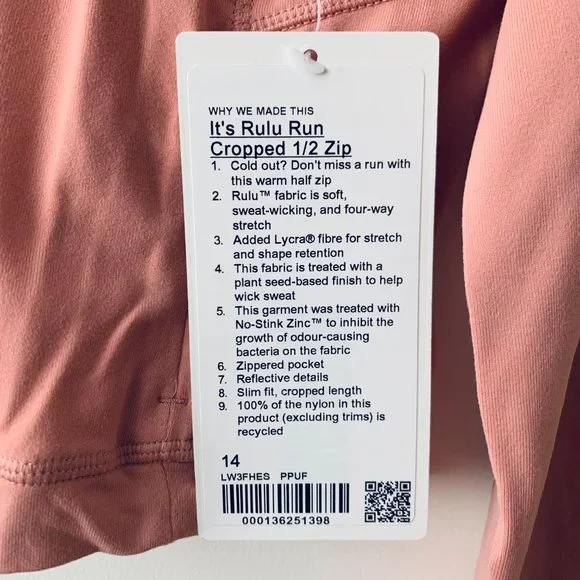 WHY WE MADE THIS
It's Rulu Run
Cropped 1/2 Zip
1. Cold out? Don't miss a run with
this warm half zip
2. Rulu™ fabric is soft,
sweat-wicking, and four-way
stretch
3. Added Lycra® fibre for stretch
and shape retention
4. This fabric is treated with a
plant seed-based finish to help
wick sweat
5. This garment was treated with
No-Stink Zinc™ to inhibit the
growth of odour-causing
bacteria on the fabric
6. Zippered pocket
7. Reflective details
8. Slim fit, cropped length
9. 100% of the nylon in this
product (excluding trims) is
recycled
14
LW3FHES PPUF
000136251398